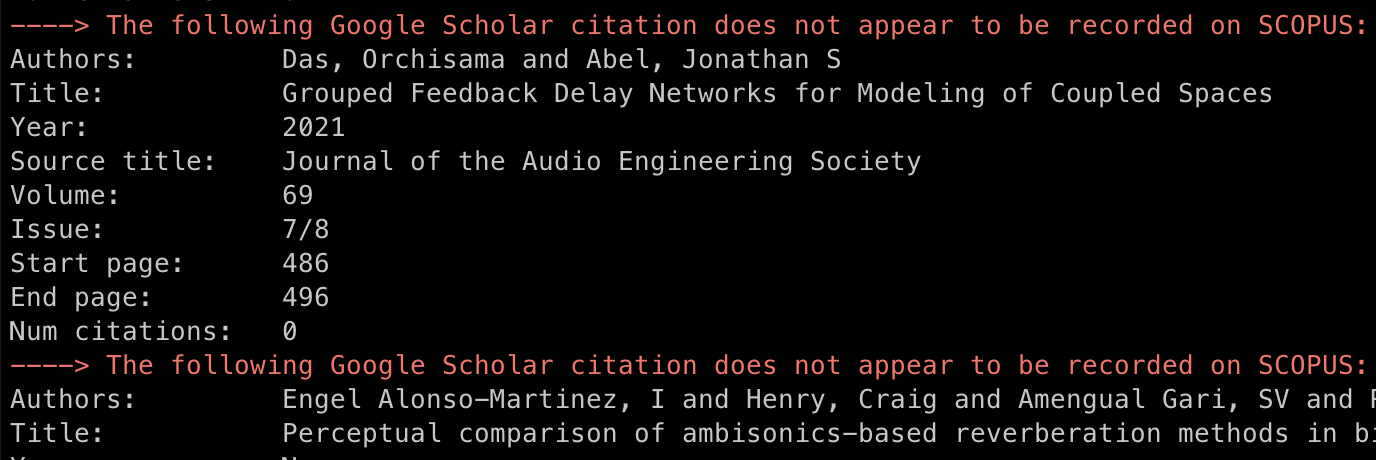 ----> The following Google Scholar citation does not appear to be recorded on SCOPUS:
Authors: Das, Orchisama and Abel, Jonathan S
Title: Grouped Feedback Delay Networks for Modeling of Coupled Spaces
Year: 2021
Source title: Journal of the Audio Engineering Society
Volume: 69
Issue: 7/8
Start page: 486
End page: 496
Num citations: 0
----> The following Google Scholar citation does not appear to be recorded on SCOPUS:
Authors: Engel Alonso-Martinez, I and Henry, Craig and Amengual Gari, SV and
Title: Perceptual comparison of ambisonics-based reverberation methods in